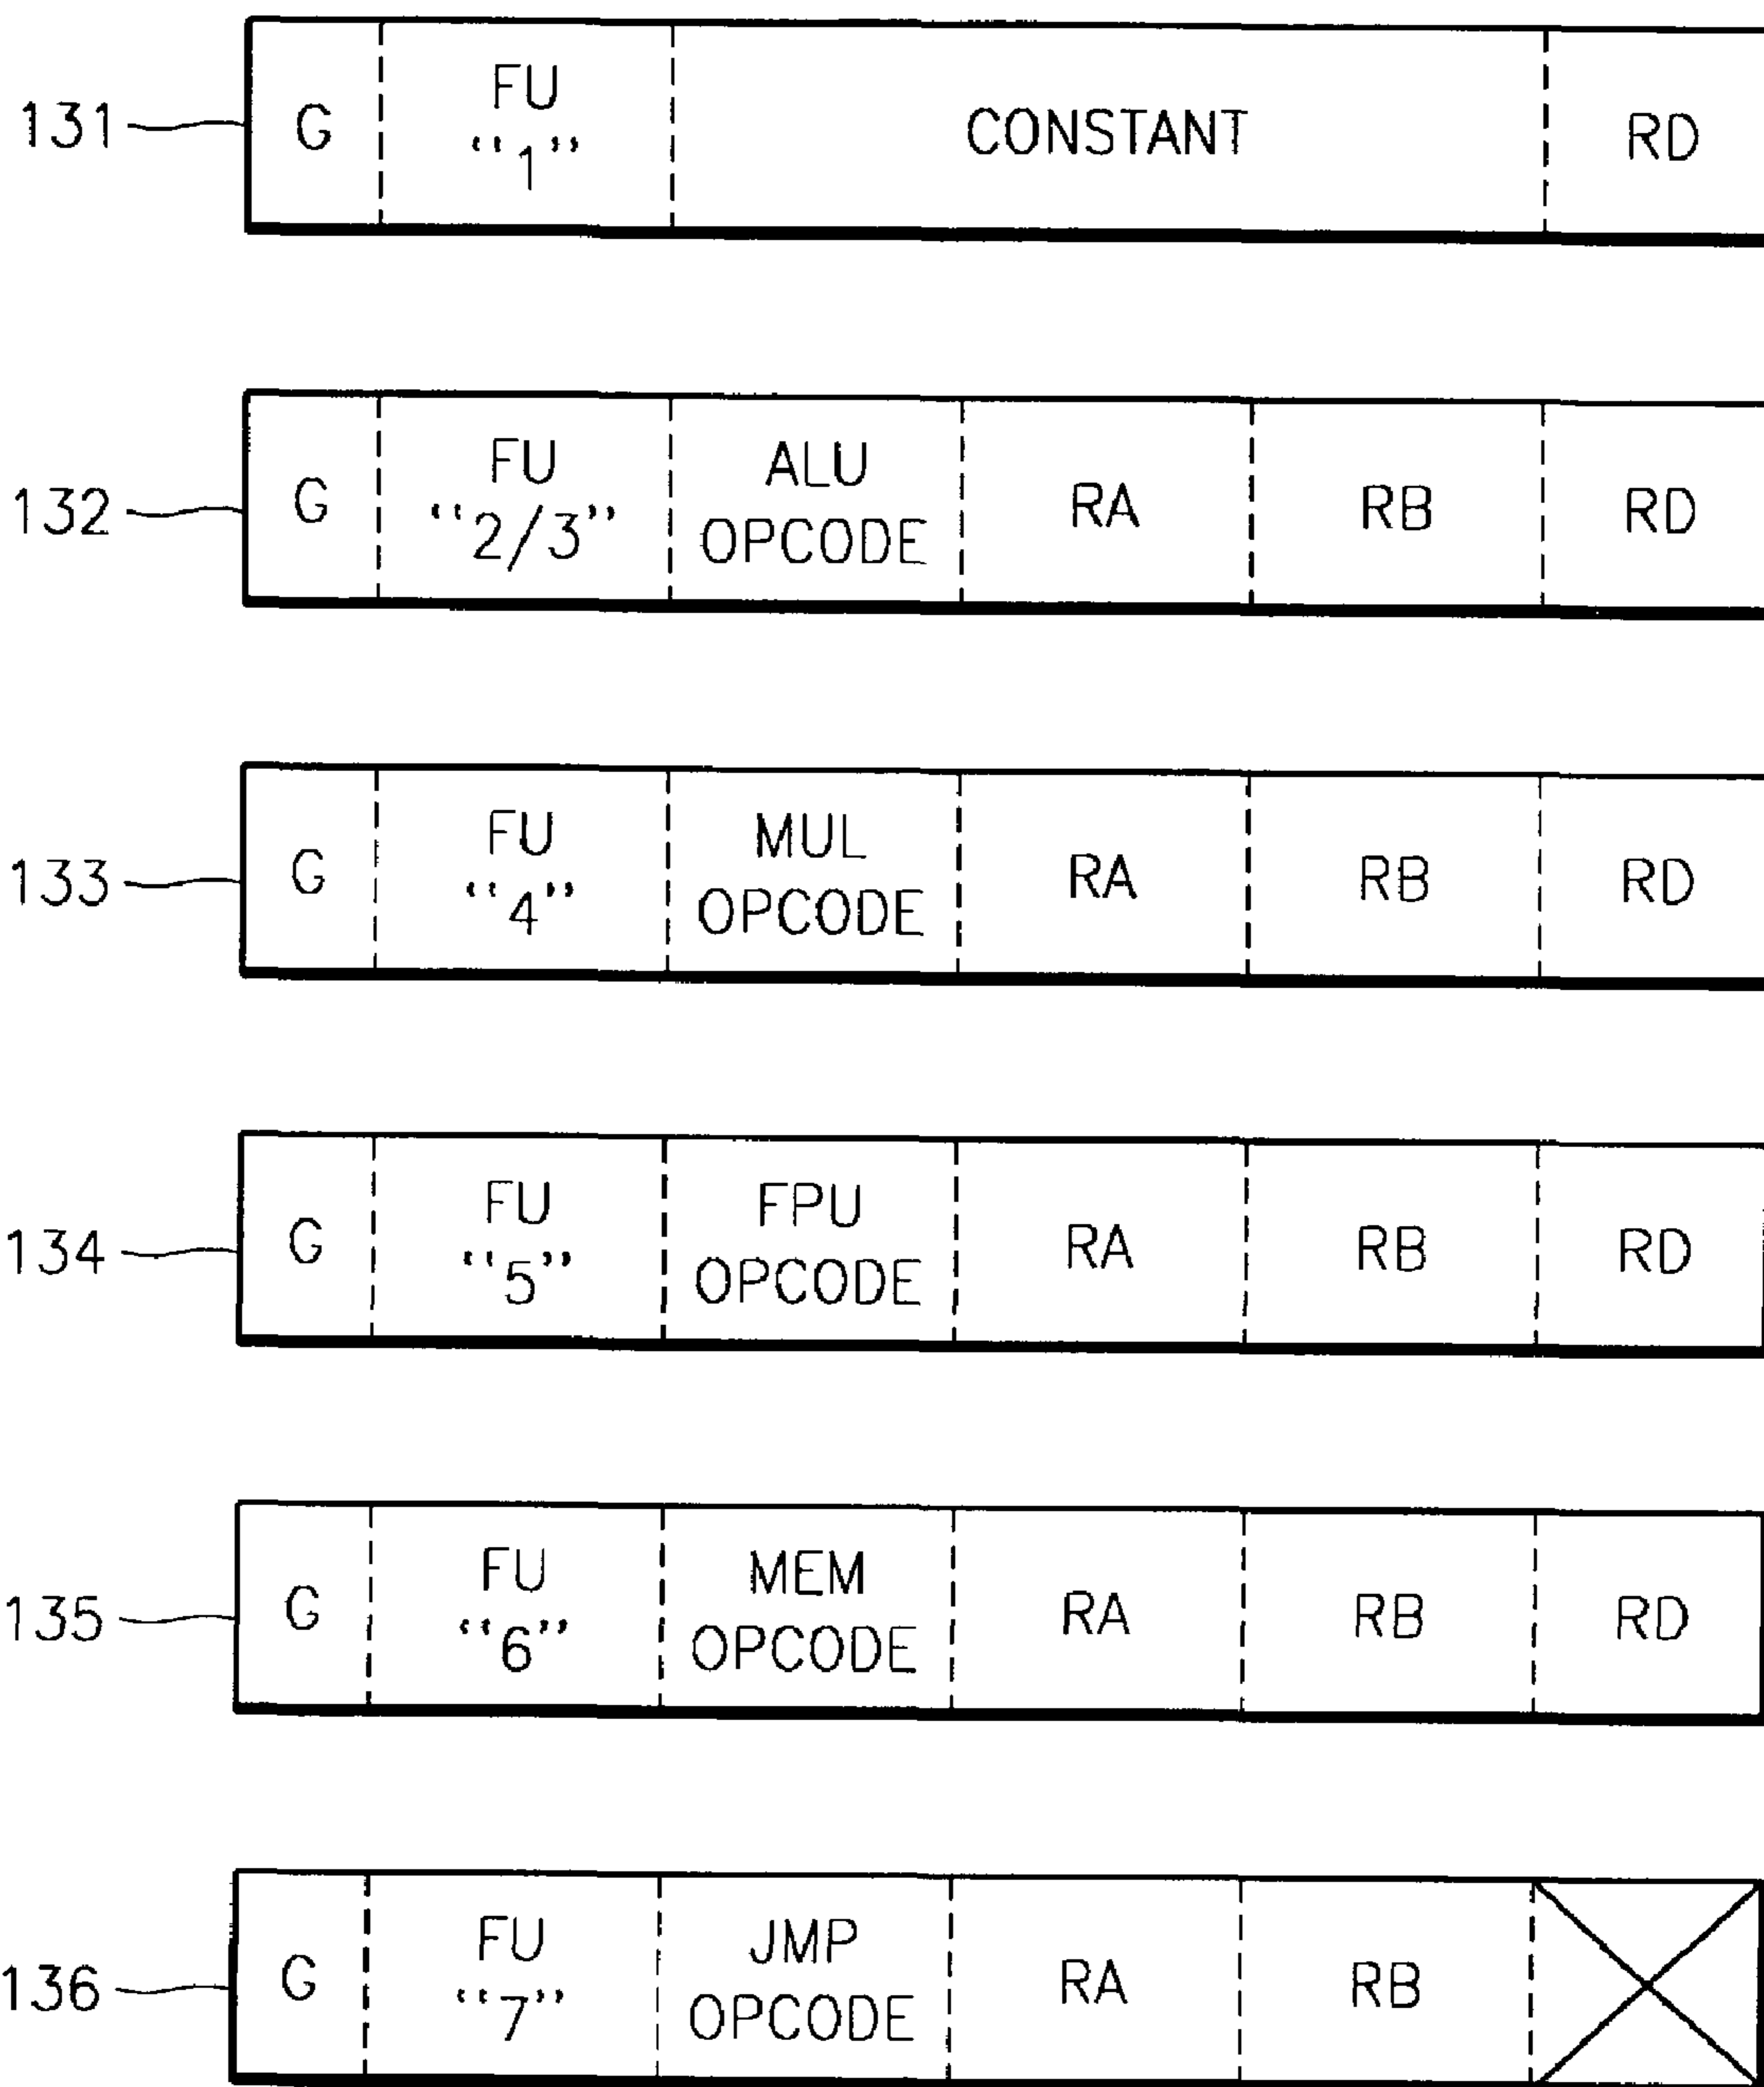 131 G FU "1" CONSTANT RD
132 G FU "2/3" ALU OPCODE RA RB RD
133 G FU "4" MUL OPCODE RA RB RD
134 G FU "5" FPU OPCODE RA RB RD
135 G FU "6" MEM OPCODE RA RB RD
136 G FU "7" JMP OPCODE RA RB